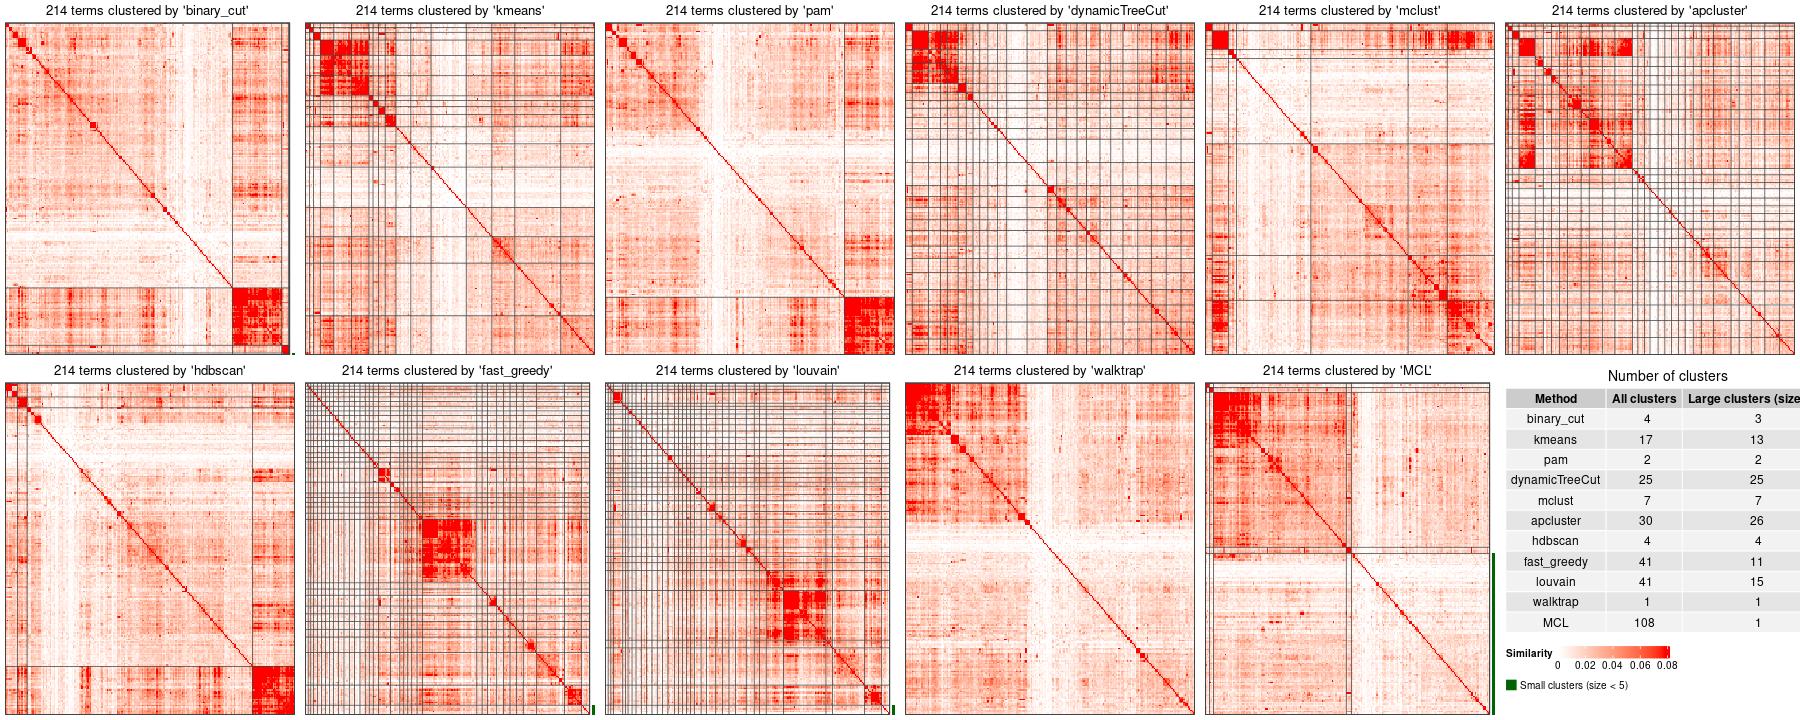 214 terms clustered by 'binary_cut'
214 terms clustered by 'kmeans'
214 terms clustered by 'pam'
214 terms clustered by 'dynamicTreeCut'
214 terms clustered by 'mclust'
214 terms clustered by 'apcluster'
214 terms clustered by 'hdbscan'
214 terms clustered by 'fast_greedy'
214 terms clustered by 'louvain'
214 terms clustered by 'walktrap'
214 terms clustered by 'MCL'
Number of clusters
Method All clusters Large clusters (size
binary_cut 4 3
kmeans 17 13
pam 2 2
dynamicTreeCut 25 25
mclust 7 7
apcluster 30 26
hdbscan 4 4
fast_greedy 41 11
louvain 41 15
walktrap 1 1
MCL 108 1
Similarity
0 0.02 0.04 0.06 0.08
Small clusters (size < 5)